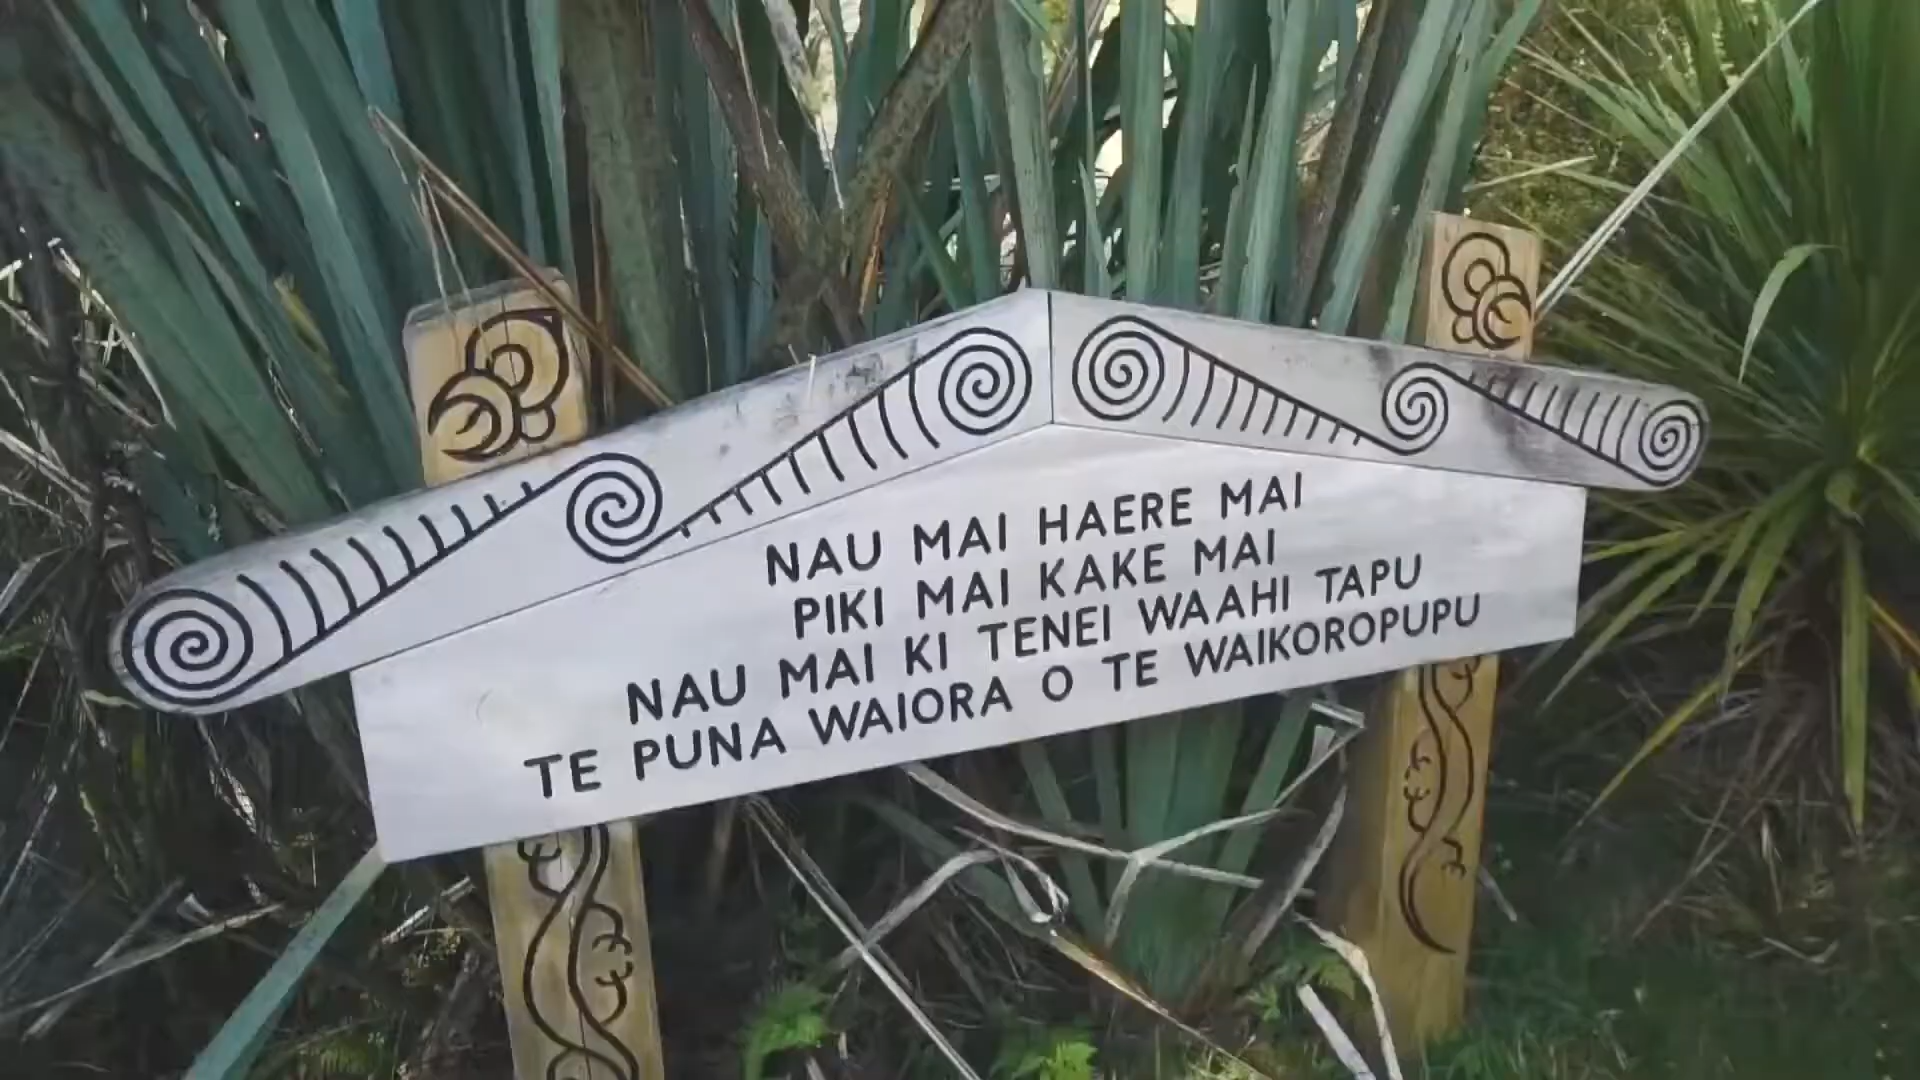 NAU MAI HAERE MAI
PIKI MAI KAKE MAI
NAU MAI KI TENEI WAAHI TAPU
TE PUNA WAIORA O TE WAIKOROPUPU